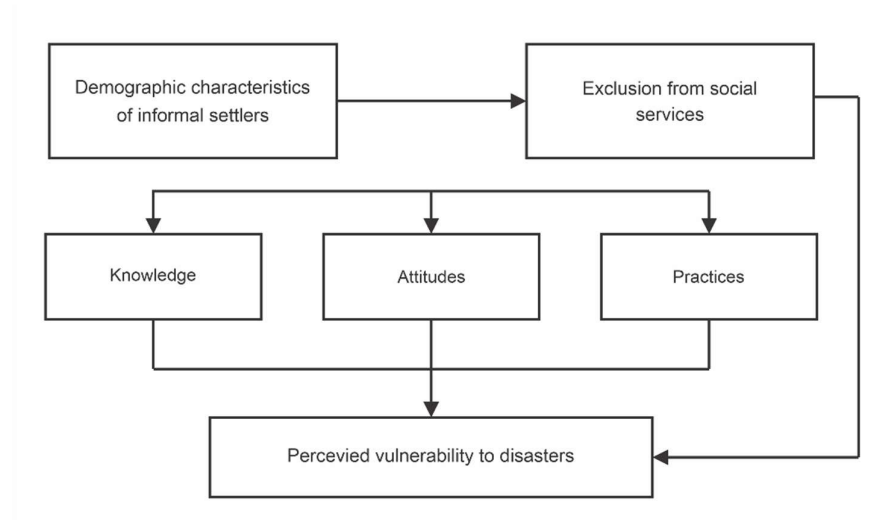 Demographic characteristics
of informal settlers
Exclusion from social
services
Knowledge
Attitudes
Practices
Percevied vulnerability to disasters